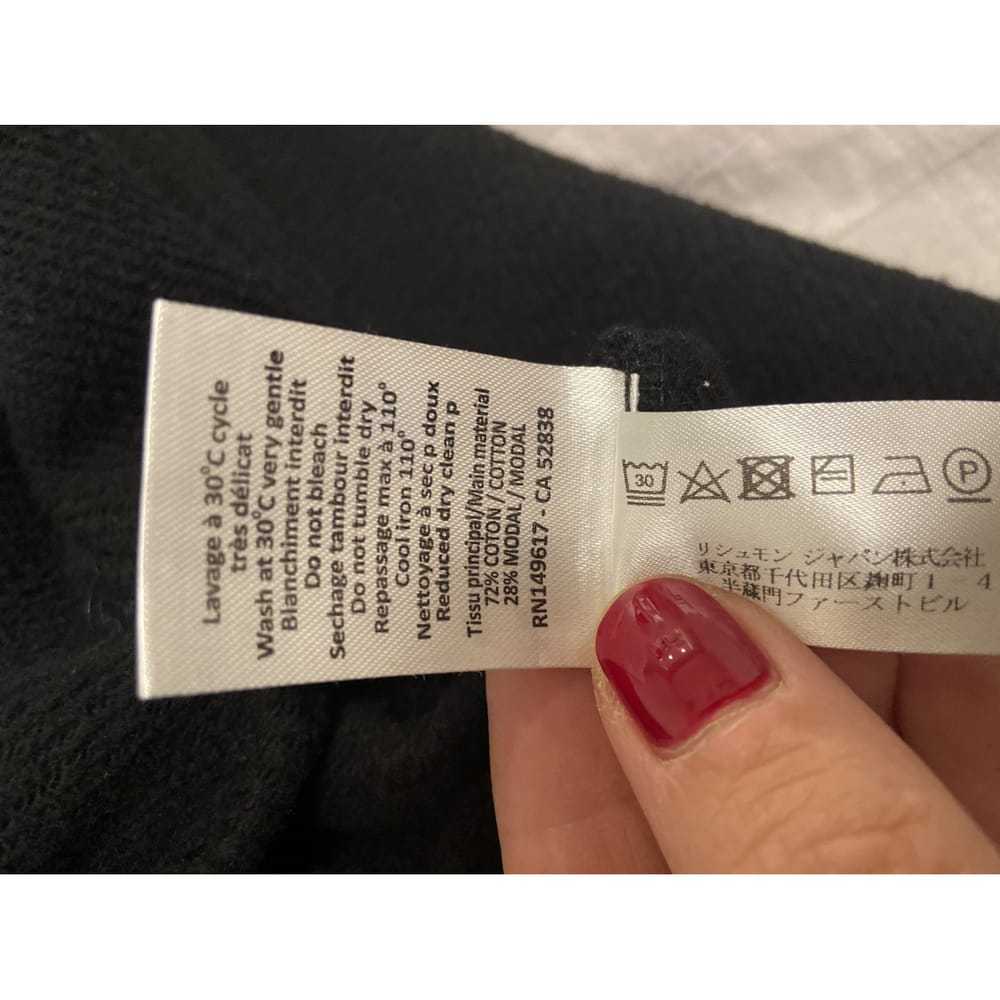 Lavage à 30°C cycle
très délicat
Wash at 30°C very gentle
Blanchiment interdit
Do not bleach
Sechage tambour interdit
Do not tumble dry
Repassage max à 110°
Cool iron 110°
Nettoyage à sec p doux
Reduced dry clean p
Tissu principal/Main material
72% COTON / COTTON
28% MODAL / MODAL
RN149617 - CA 52838
30
P
リシュモン ジャパン株式会社
東京都千代田区麹町1-4
半蔵門ファーストビル